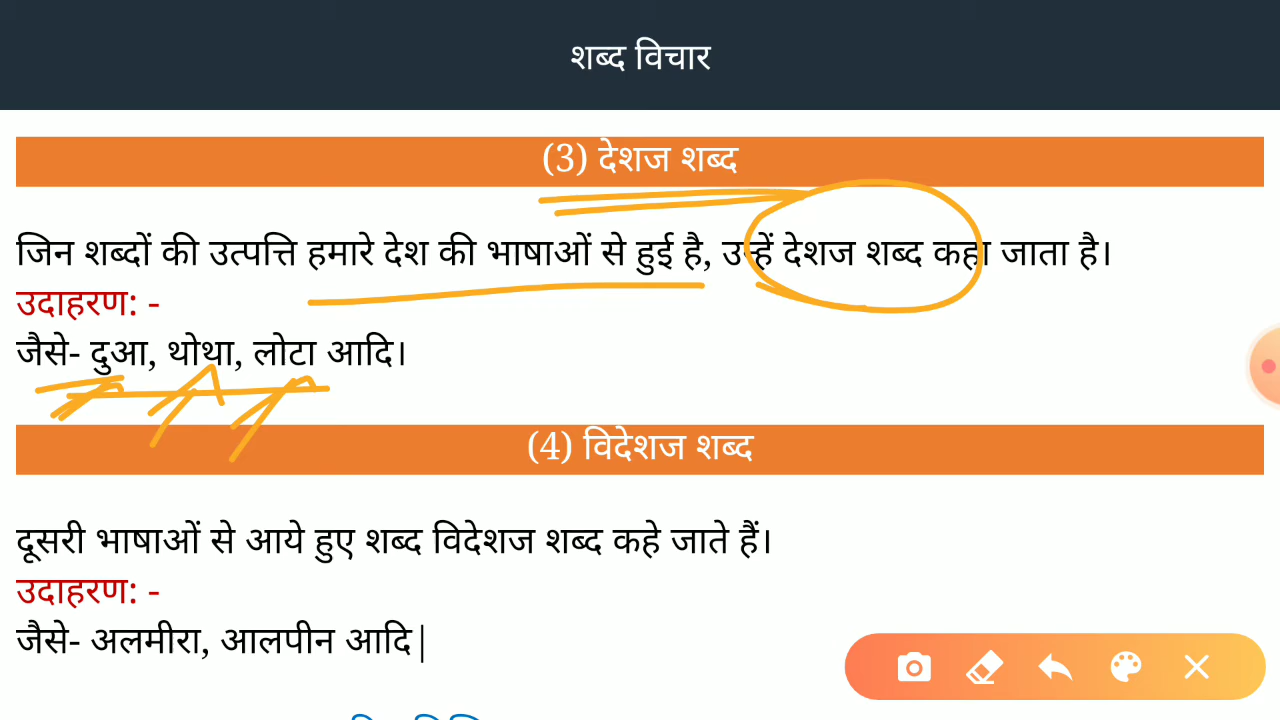 शब्द विचार
(3) देशज शब्द
जिन शब्दों की उत्पत्ति हमारे देश की भाषाओं से हुई है, उन्हें देशज शब्द कहा जाता है।
उदाहरण: -
जैसे- दुआ, थोथा, लोटा आदि।
(4) विदेशज शब्द
दूसरी भाषाओं से आये हुए शब्द विदेशज शब्द कहे जाते हैं।
उदाहरण: -
जैसे- अलमीरा, आलपीन आदि|